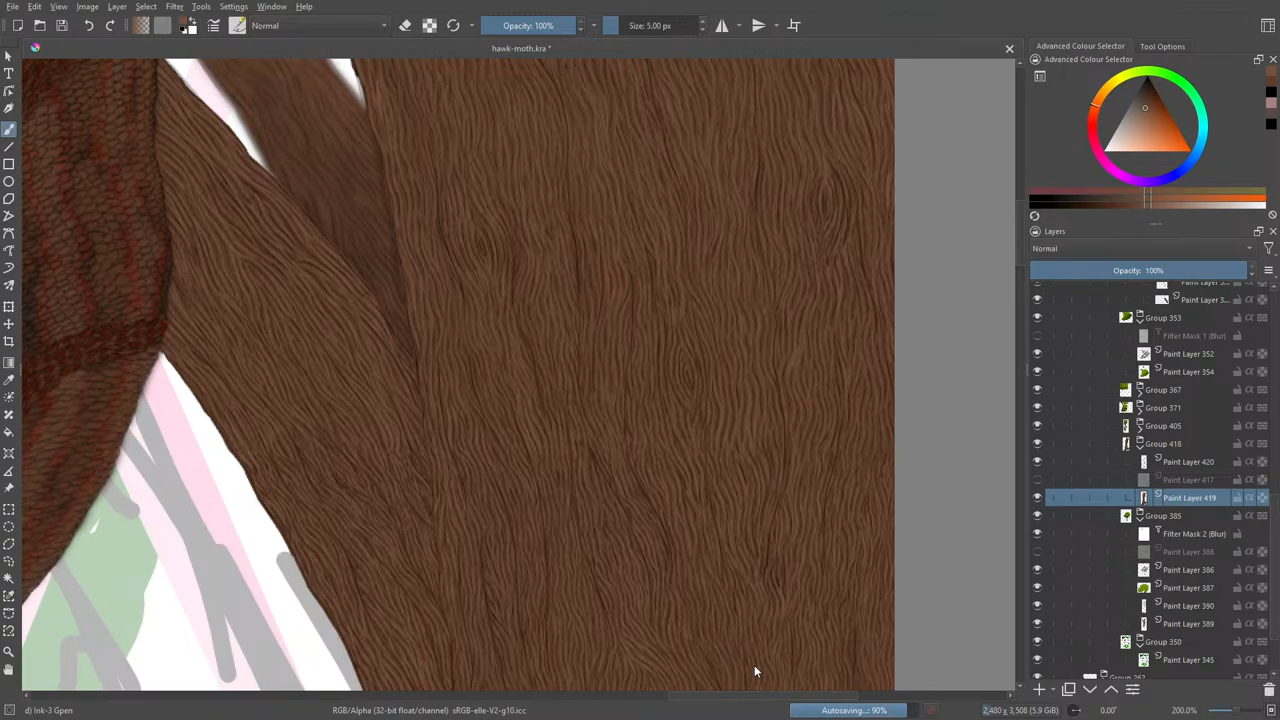 File Edit View Image Layer Select Filter Tools Settings Window Help
Normal
Opacity: 100%
Size: 5.00 px
hawk-moth.kra *
Advanced Colour Selector
Tool Options
Advanced Colour Selector
Layers
Normal
Opacity: 100%
Paint Layer 3...
Paint Layer 3...
Group 353
Filter Mask 1 (Blur)
Paint Layer 352
Paint Layer 354
Group 367
Group 371
Group 405
Group 418
Paint Layer 420
Paint Layer 417
Paint Layer 419
Group 385
Filter Mask 2 (Blur)
Paint Layer 388
Paint Layer 386
Paint Layer 387
Paint Layer 390
Paint Layer 389
Group 350
Paint Layer 345
Group 362
d) Ink-3 Gpen
RGB/Alpha (32-bit float/channel) sRGB-elle-V2-g10.icc
Autosaving... 90%
2,480 x 3,508 (5.9 GiB)
0.00°
200.0%